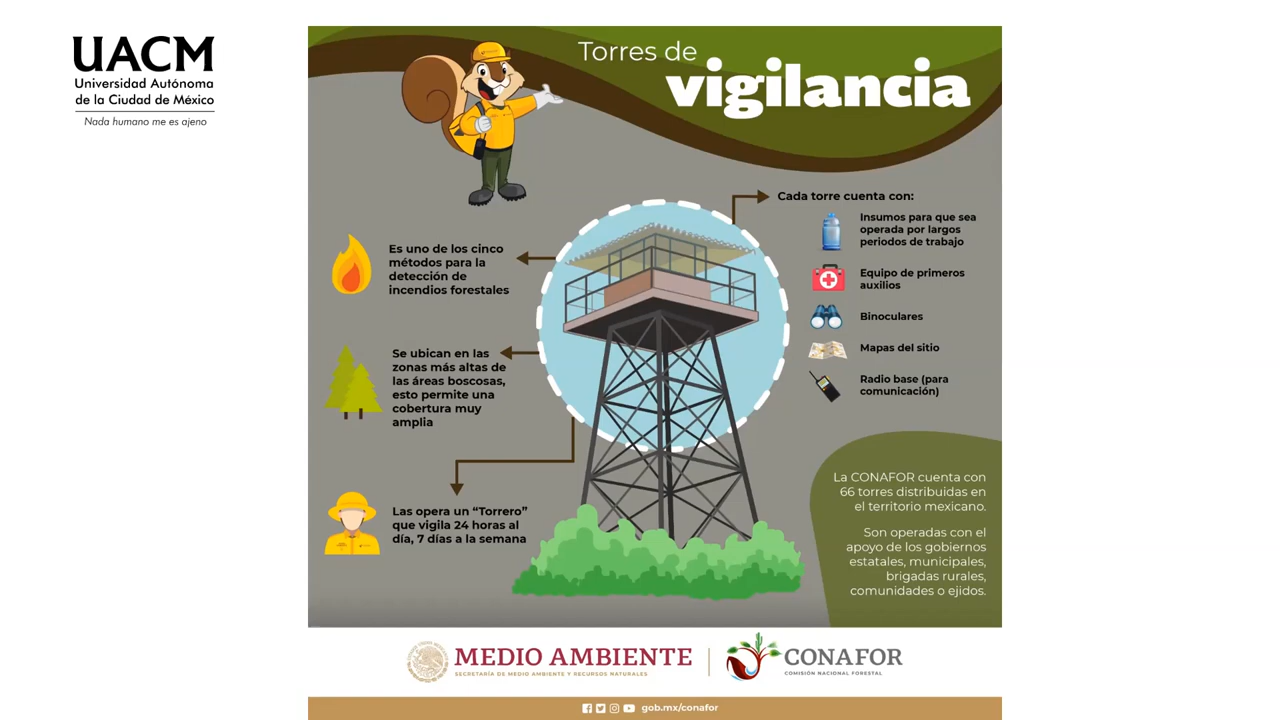 UACM
Universidad Autónoma
de la Ciudad de México
Nada humano me es ajeno
Torres de
vigilancia
Es uno de los cinco
métodos para la
detección de
incendios forestales
Se ubican en las
zonas más altas de
las áreas boscosas,
esto permite una
cobertura muy
amplia
Las opera un “Torrero”
que vigila 24 horas al
día, 7 días a la semana
Cada torre cuenta con:
Insumos para que sea
operada por largos
periodos de trabajo
Equipo de primeros
auxilios
Binoculares
Mapas del sitio
Radio base (para
comunicación)
La CONAFOR cuenta con
66 torres distribuidas en
el territorio mexicano.
Son operadas con el
apoyo de los gobiernos
estatales, municipales,
brigadas rurales,
comunidades o ejidos.
MEDIO AMBIENTE
SECRETARÍA DE MEDIO AMBIENTE Y RECURSOS NATURALES
CONAFOR
COMISIÓN NACIONAL FORESTAL
gob.mx/conafor